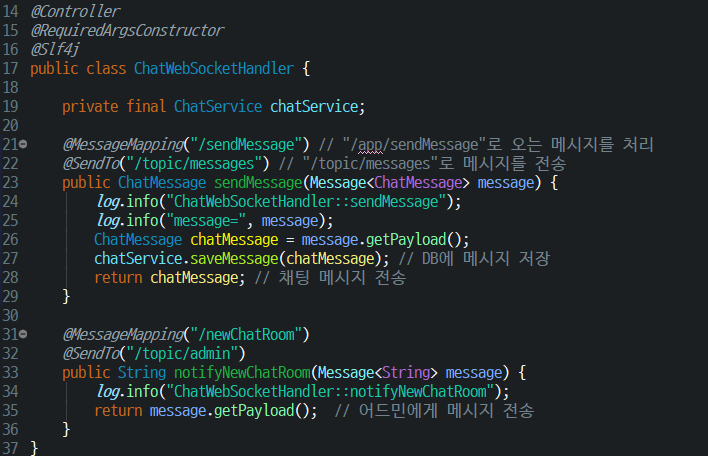 14 @Controller
15 @RequiredArgsConstructor
16 @Slf4j
17 public class ChatWebSocketHandler {
18
19     private final ChatService chatService;
20
21     @MessageMapping("/sendMessage") // "/app/sendMessage"로 오는 메시지를 처리
22     @SendTo("/topic/messages") // "/topic/messages"로 메시지를 전송
23     public ChatMessage sendMessage(Message<ChatMessage> message) {
24         log.info("ChatWebSocketHandler::sendMessage");
25         log.info("message=", message);
26         ChatMessage chatMessage = message.getPayload();
27         chatService.saveMessage(chatMessage); // DB에 메시지 저장
28         return chatMessage; // 채팅 메시지 전송
29     }
30
31     @MessageMapping("/newChatRoom")
32     @SendTo("/topic/admin")
33     public String notifyNewChatRoom(Message<String> message) {
34         log.info("ChatWebSocketHandler::notifyNewChatRoom");
35         return message.getPayload();  // 어드민에게 메시지 전송
36     }
37 }